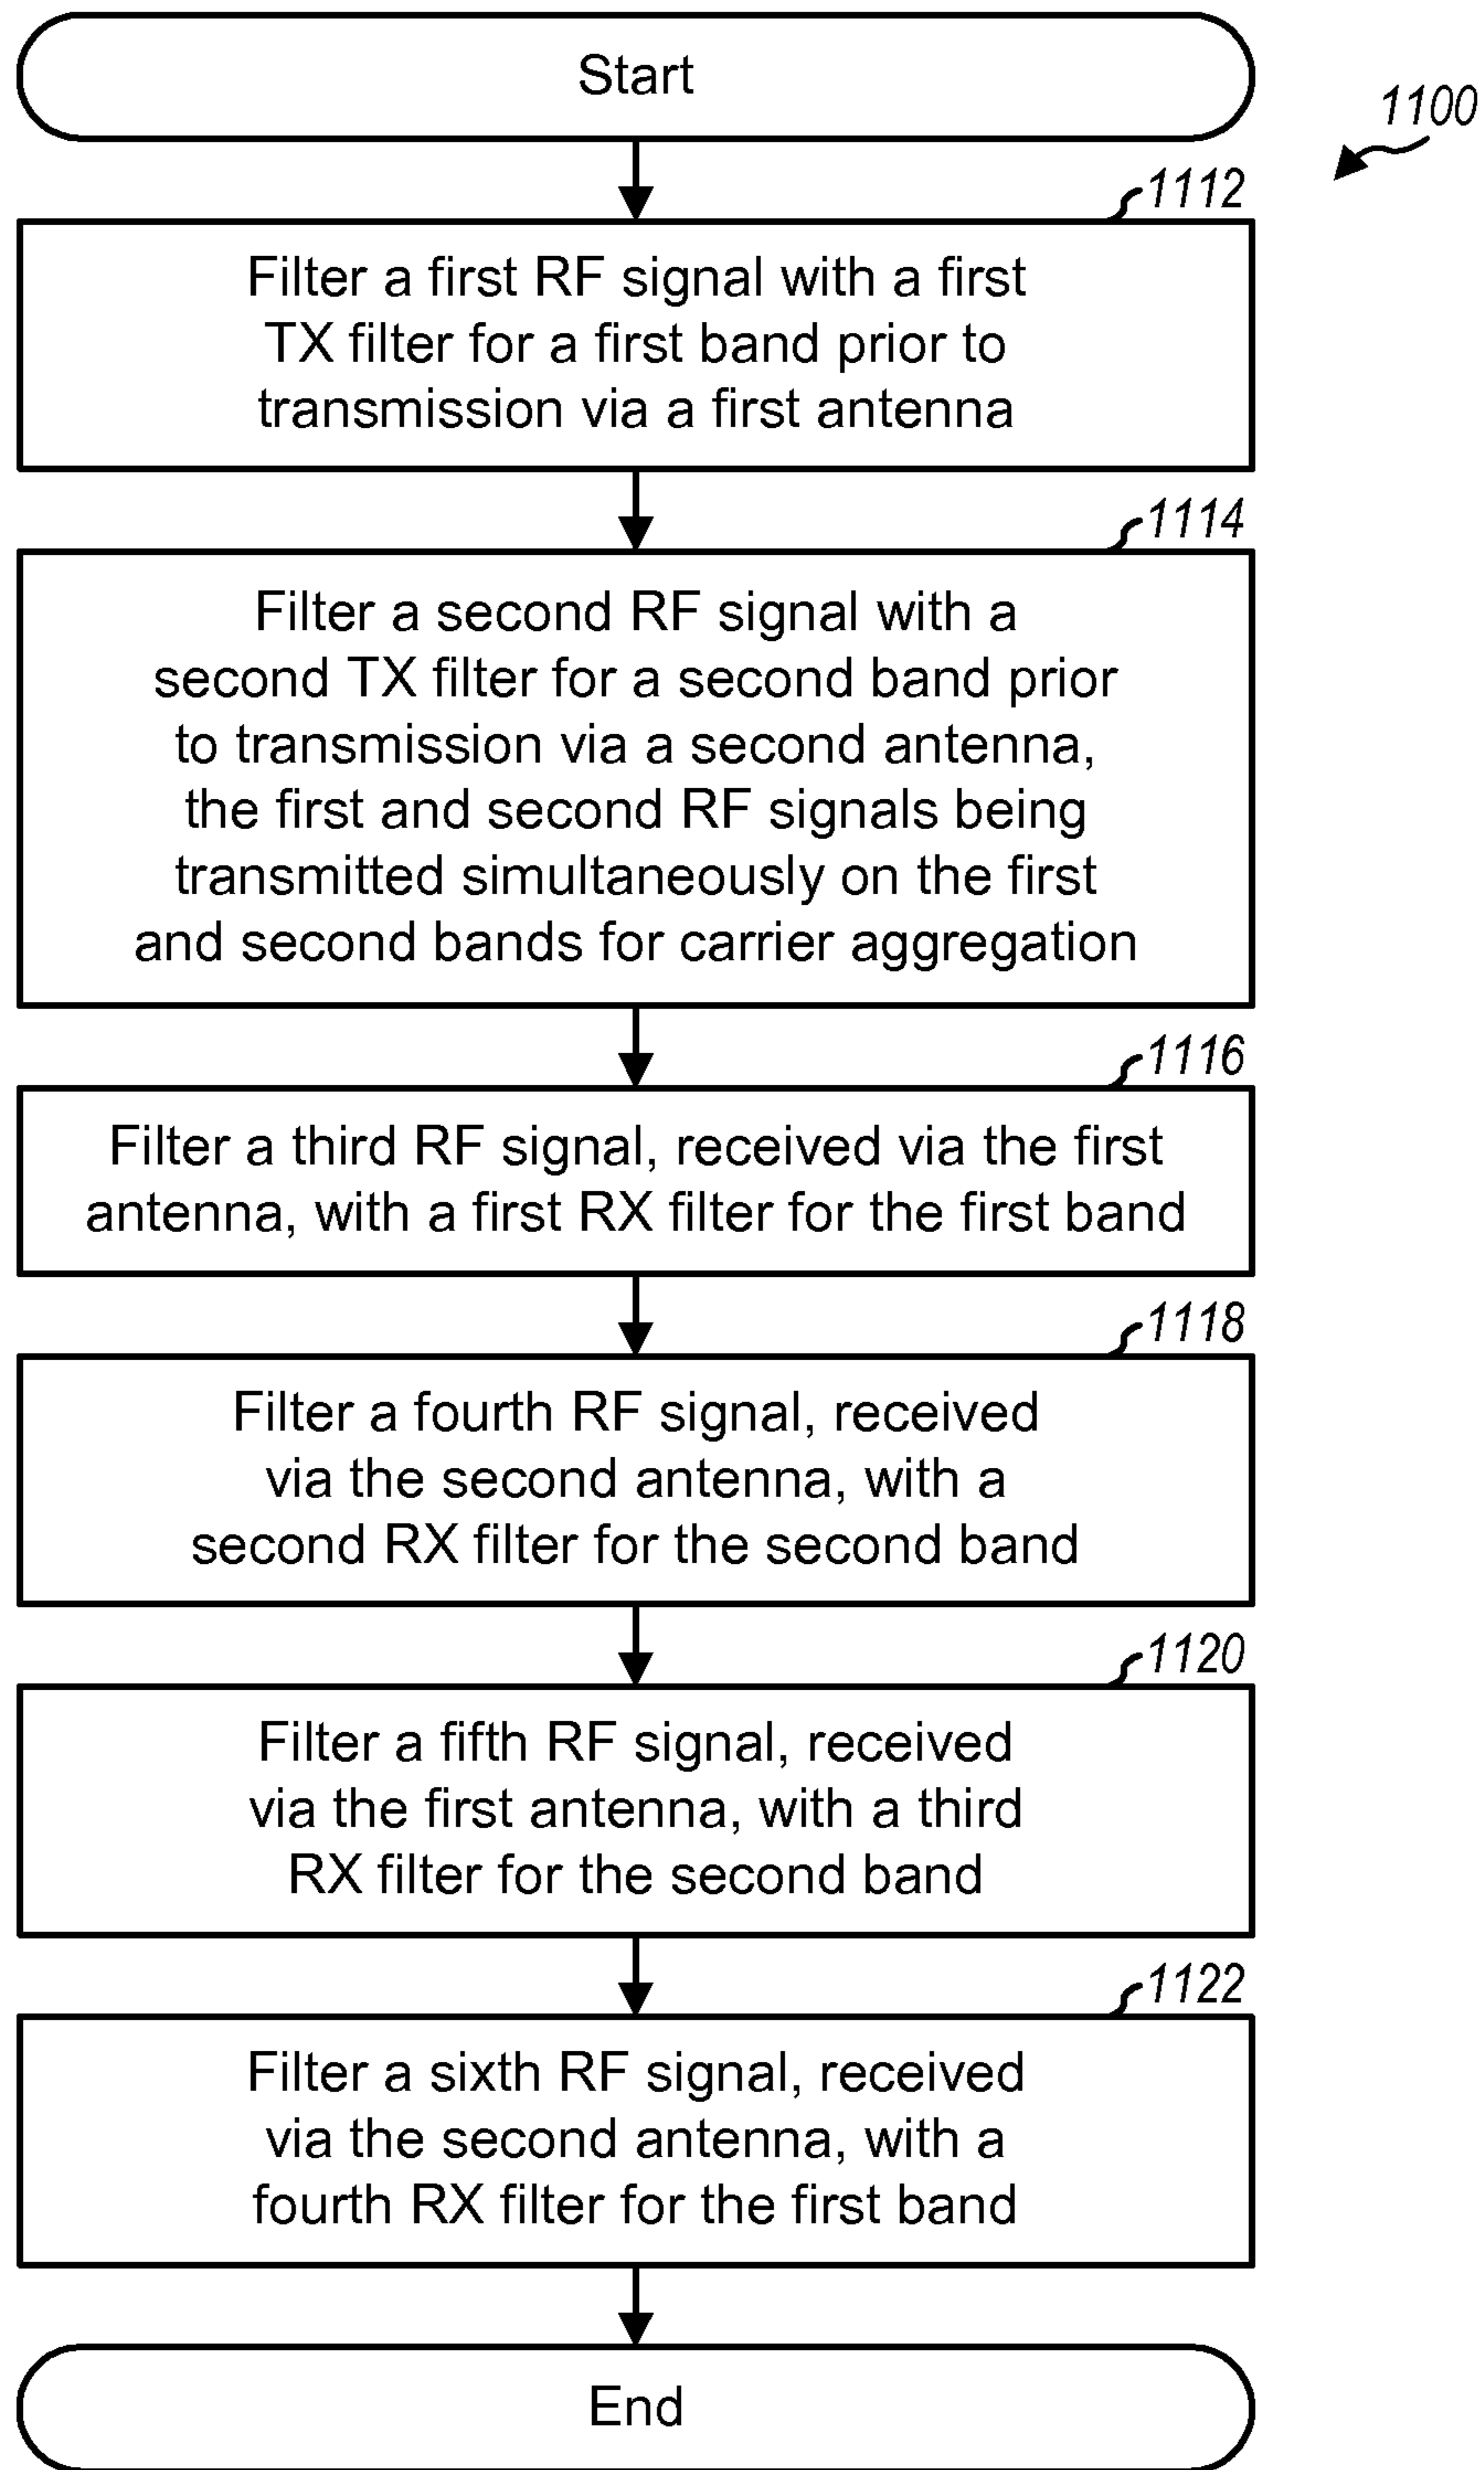 Start
1100
1112
Filter a first RF signal with a first
TX filter for a first band prior to
transmission via a first antenna
1114
Filter a second RF signal with a
second TX filter for a second band prior
to transmission via a second antenna,
the first and second RF signals being
transmitted simultaneously on the first
and second bands for carrier aggregation
1116
Filter a third RF signal, received via the first
antenna, with a first RX filter for the first band
1118
Filter a fourth RF signal, received
via the second antenna, with a
second RX filter for the second band
1120
Filter a fifth RF signal, received
via the first antenna, with a third
RX filter for the second band
1122
Filter a sixth RF signal, received
via the second antenna, with a
fourth RX filter for the first band
End